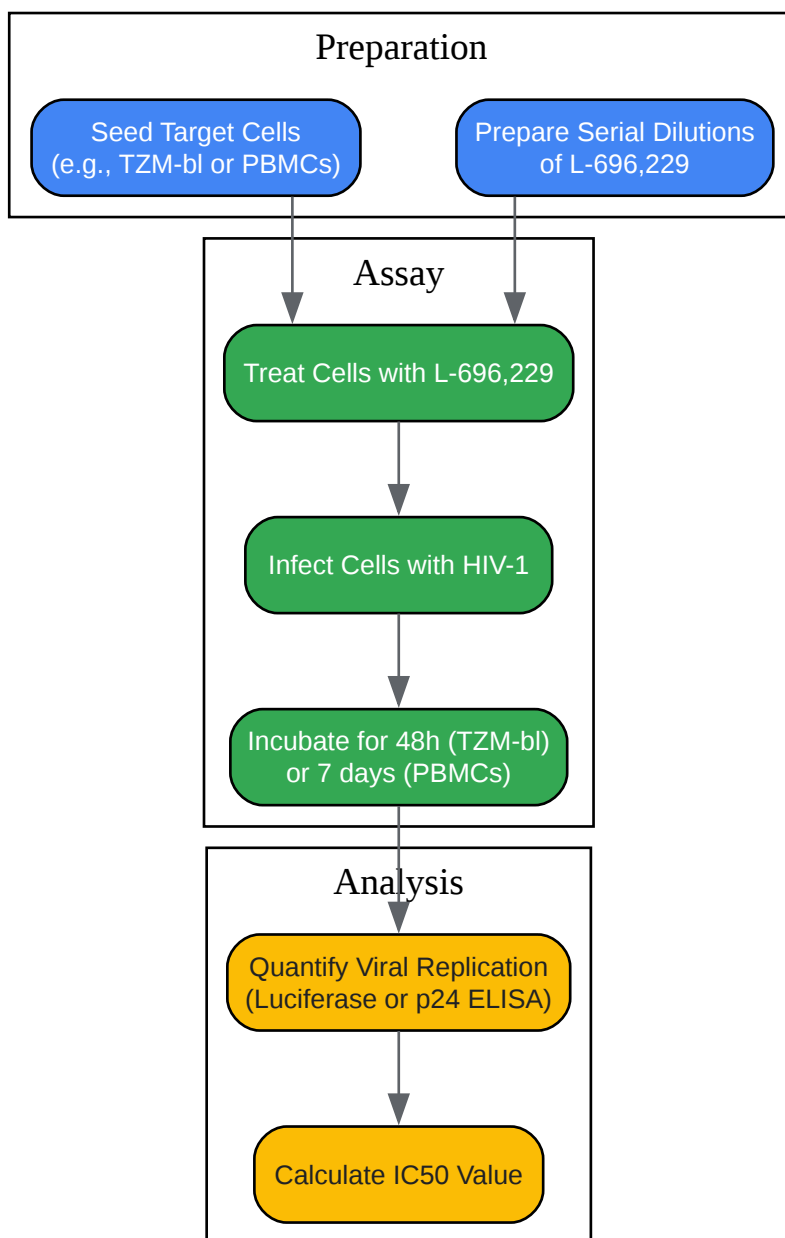 Preparation
Seed Target Cells
(e.g., TZM-bl or PBMCs)
Prepare Serial Dilutions
of L-696,229
Assay
Treat Cells with L-696,229
Infect Cells with HIV-1
Incubate for 48h (TZM-bl)
or 7 days (PBMCs)
Analysis
Quantify Viral Replication
(Luciferase or p24 ELISA)
Calculate IC50 Value